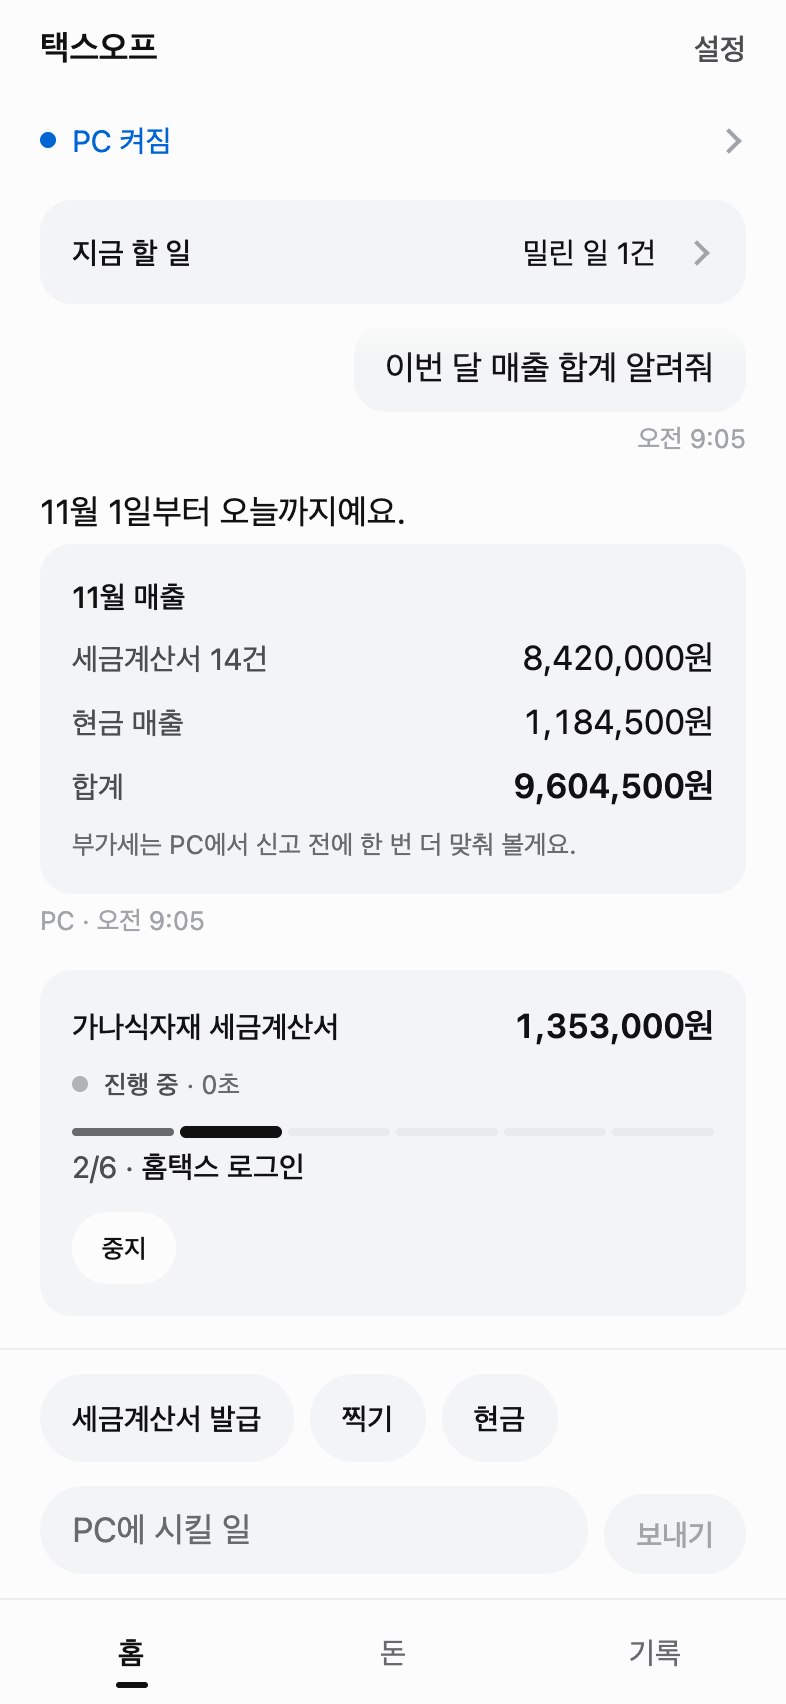 택스오프
설정
PC 켜짐
지금 할 일
밀린 일 1건
이번 달 매출 합계 알려줘
오전 9:05
11월 1일부터 오늘까지예요.
11월 매출
세금계산서 14건
8,420,000원
현금 매출
1,184,500원
합계
9,604,500원
부가세는 PC에서 신고 전에 한 번 더 맞춰 볼게요.
PC · 오전 9:05
가나식자재 세금계산서
1,353,000원
진행 중 · 0초
2/6 · 홈택스 로그인
중지
세금계산서 발급
찍기
현금
PC에 시킬 일
보내기
홈
돈
기록